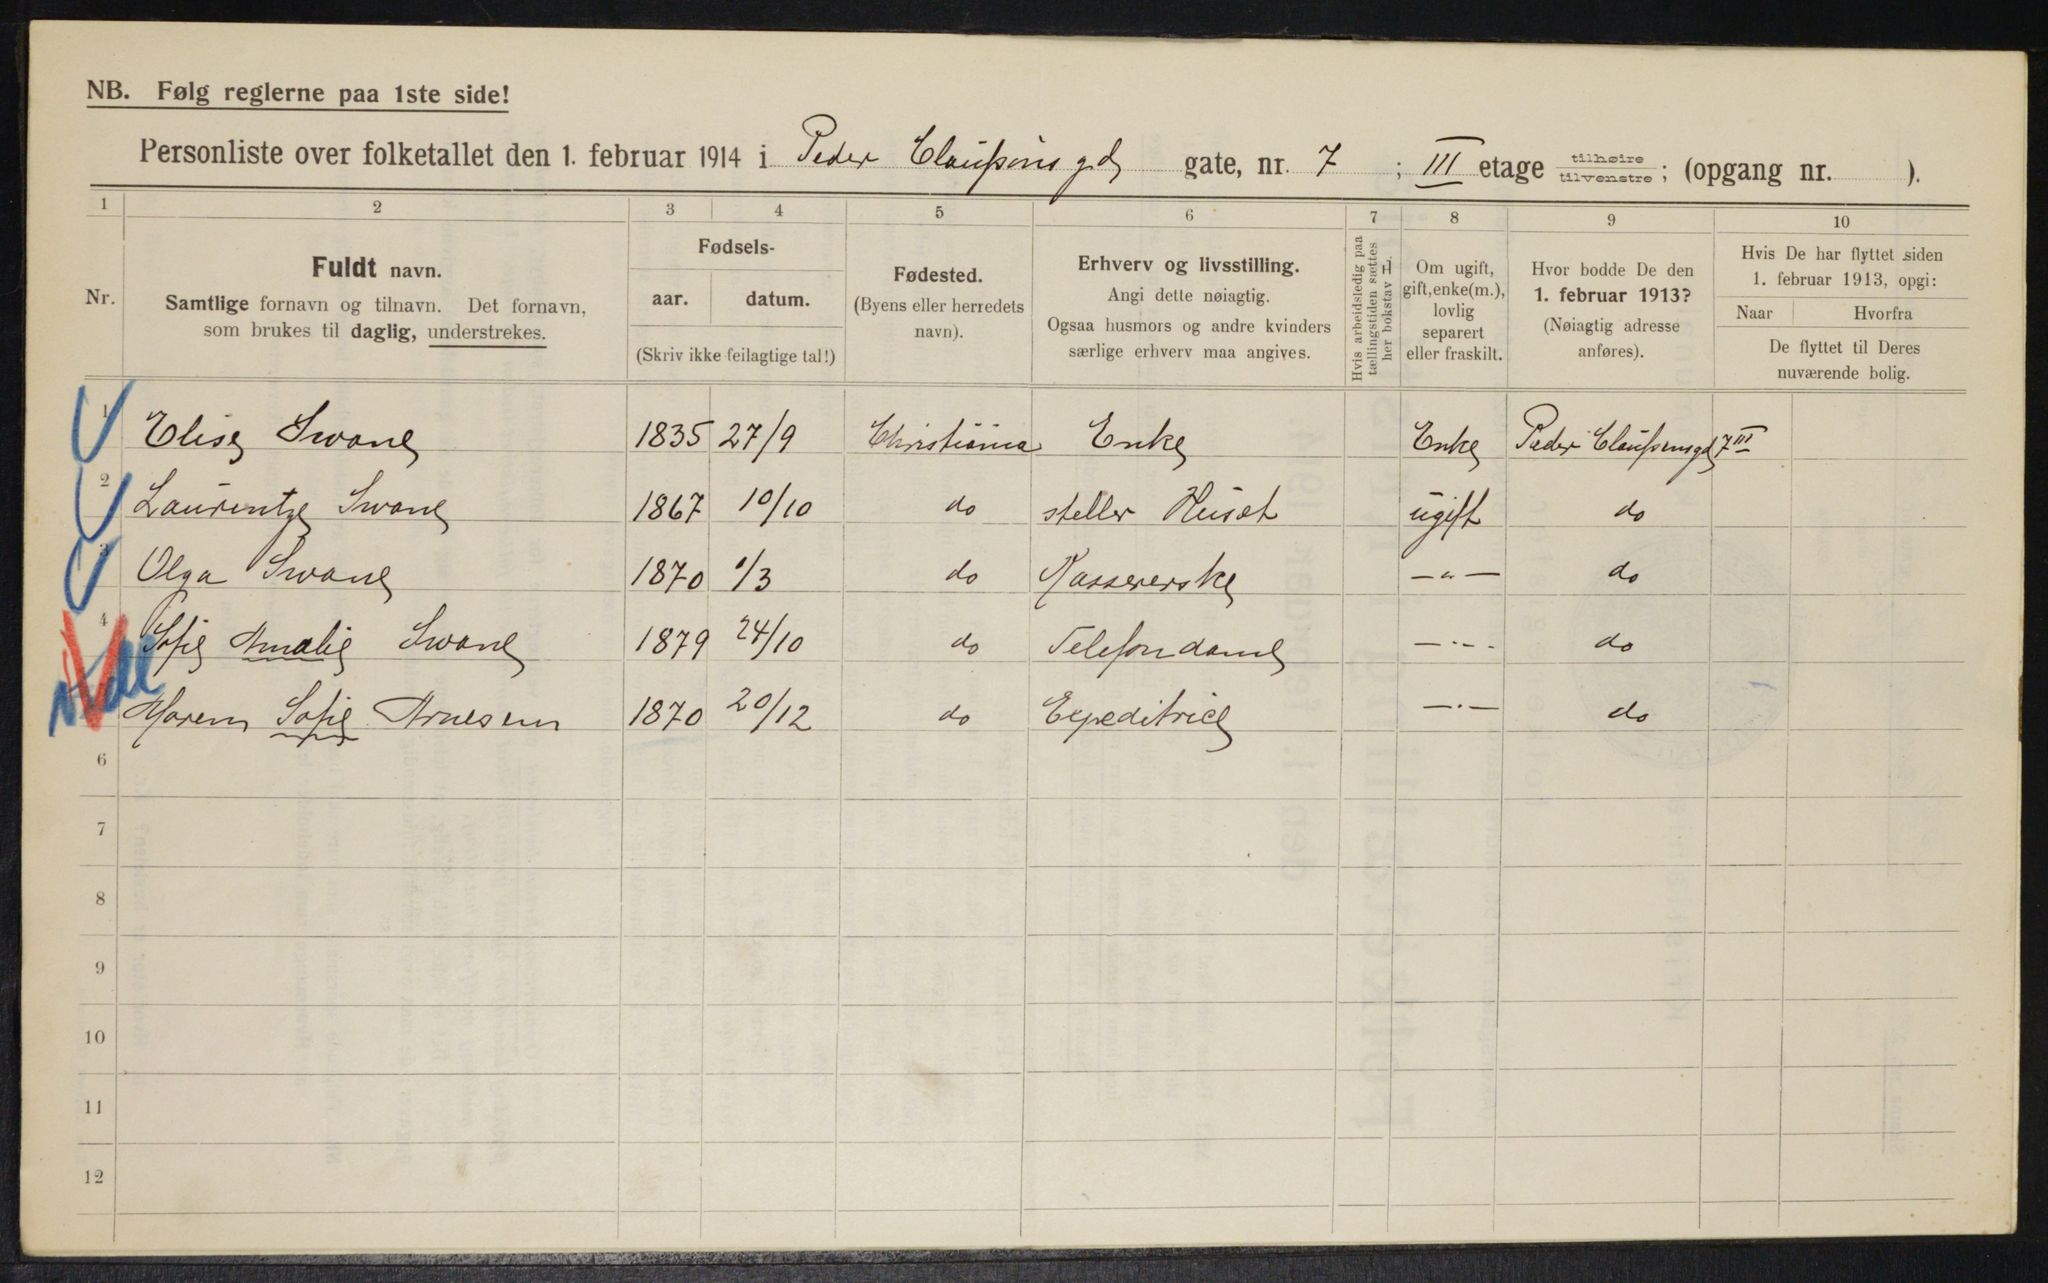 NB. Følg reglerne paa 1ste side!
Personliste over folketallet den 1. februar 1914 i Peder Claussøns gd gate, nr. 7 ; III etage tilhøire tilvenstre; (opgang nr. ).
1 2 3 4 5 6 7 8 9 10
Nr.
Fuldt navn.
Samtlige fornavn og tilnavn. Det fornavn,
som brukes til daglig, understrekes.
Fødsels-
aar. datum.
(Skriv ikke feilagtige tal!)
Fødested.
(Byens eller herredets
navn).
Erhverv og livsstilling.
Angi dette nøiagtig.
Ogsaa husmors og andre kvinders
særlige erhverv maa angives.
Hvis arbeidsledig paa
tællingstiden sættes
her bokstav L.
Om ugift,
gift, enke(m.),
lovlig
separert
eller fraskilt.
Hvor bodde De den
1. februar 1913?
(Nøiagtig adresse
anføres).
Hvis De har flyttet siden
1. februar 1913, opgi:
Naar Hvorfra
De flyttet til Deres
nuværende bolig.
1 Elise Swane 1835 27/9 Christiania Enke Enke Peder Claussensgd 7 III
2 Laurentze Swane 1867 10/10 do steller Huset ugift do
3 Olga Swane 1870 1/3 do Kassererske — " — do
4 Sofie Amalie Swane 1879 24/10 do Telefondame — " — do
Maren Sofie Arnesen 1870 20/12 do Expeditrice — " — do
6
7
8
9
10
11
12